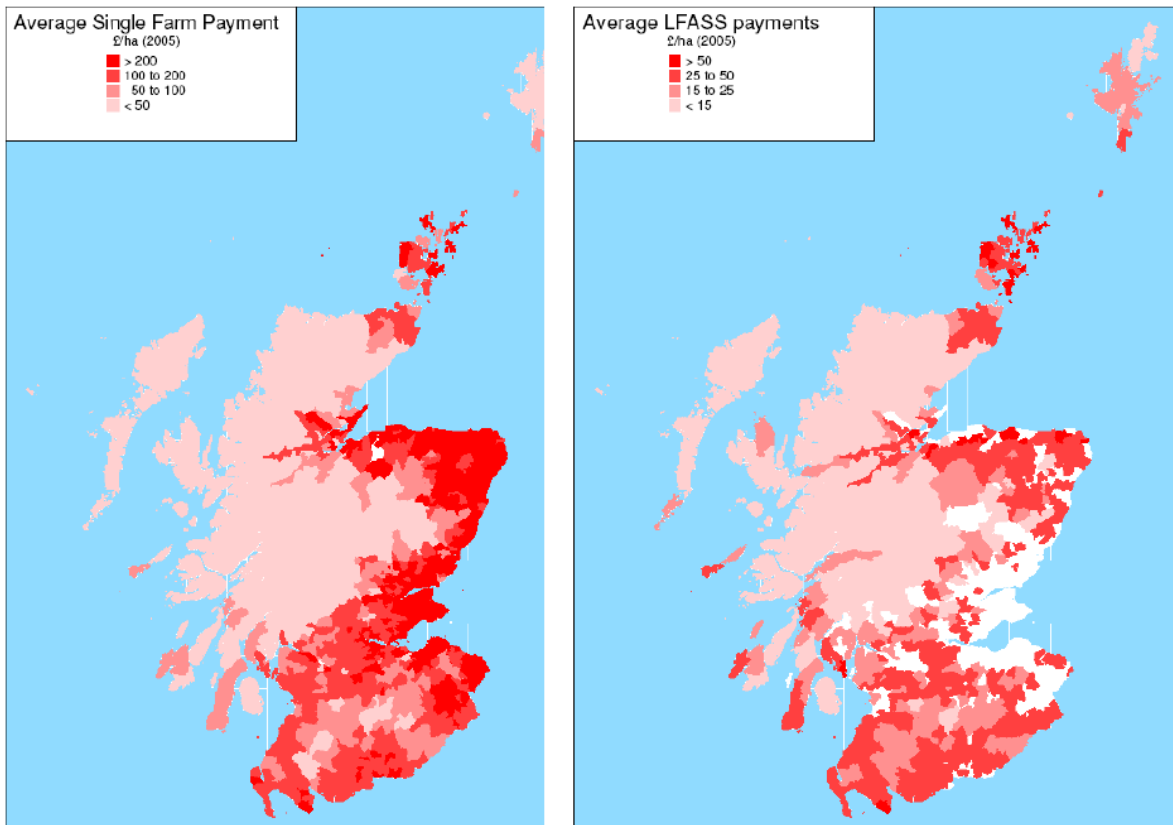 Average Single Farm Payment
£/ha (2005)
> 200
100 to 200
50 to 100
< 50
Average LFASS payments
£/ha (2005)
> 50
25 to 50
15 to 25
< 15